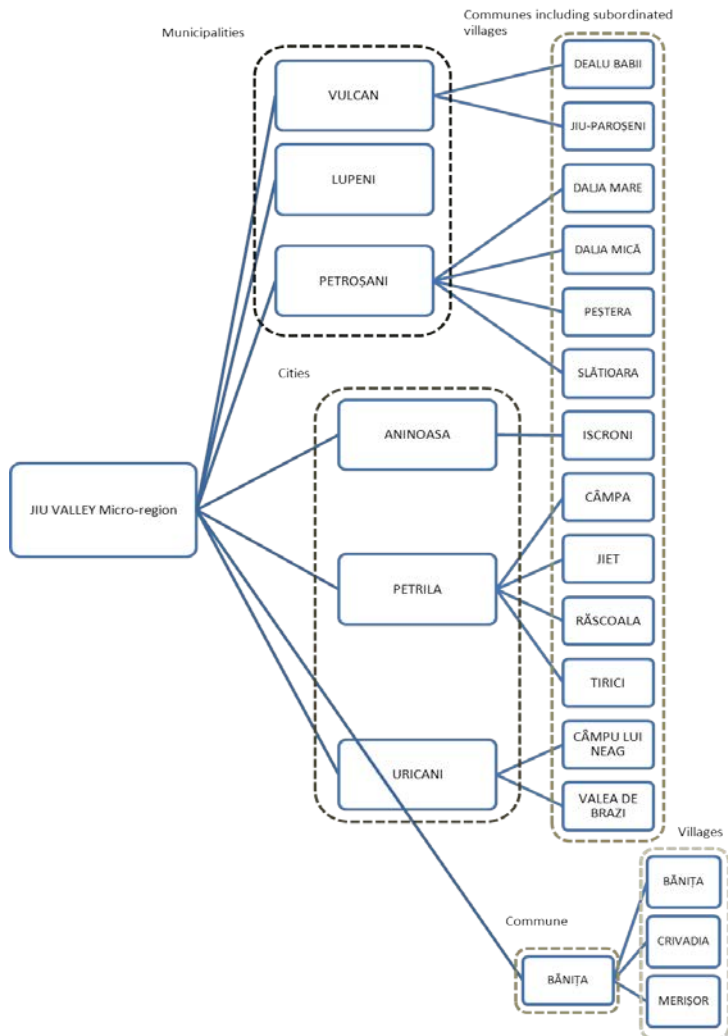 Communes including subordinated
villages
Municipalities
VULCAN
LUPENI
PETROȘANI
DEALU BABII
JIU-PAROȘENI
DALJA MARE
DALJA MICĂ
PEȘTERA
SLĂTIOARA
Cities
ANINOASA
PETRILA
URICANI
ISCRONI
CÂMPA
JIEȚ
RĂSCOALA
TIRICI
CÂMPU LUI
NEAG
VALEA DE
BRAZI
JIU VALLEY Micro-region
Villages
BĂNIȚA
CRIVADIA
MERIȘOR
Commune
BĂNIȚA